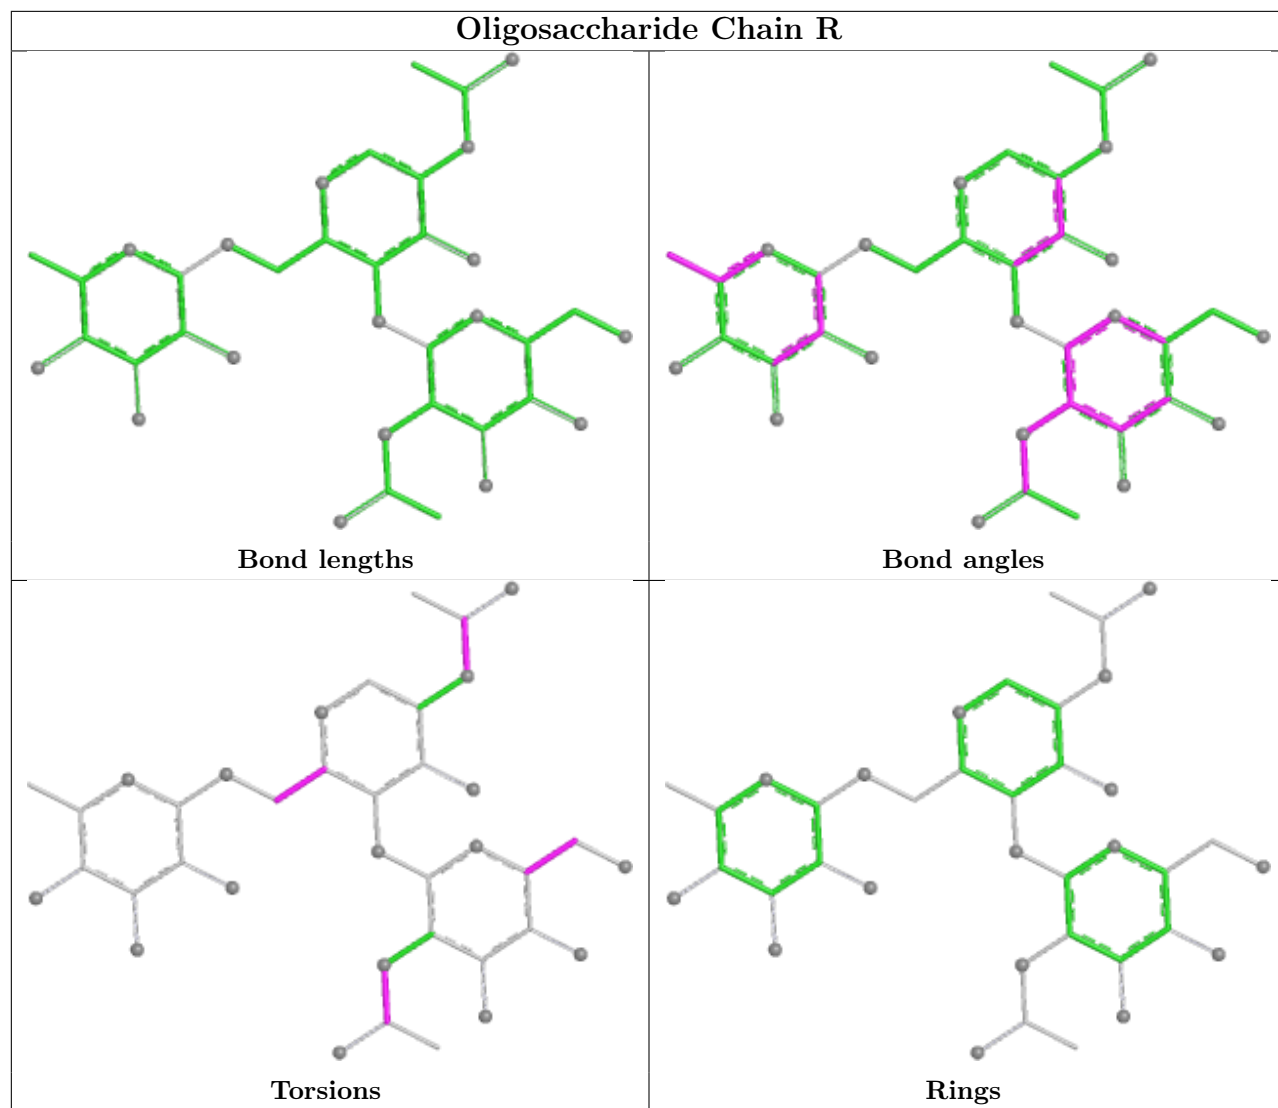 Oligosaccharide Chain R
Bond lengths
Bond angles
Torsions
Rings